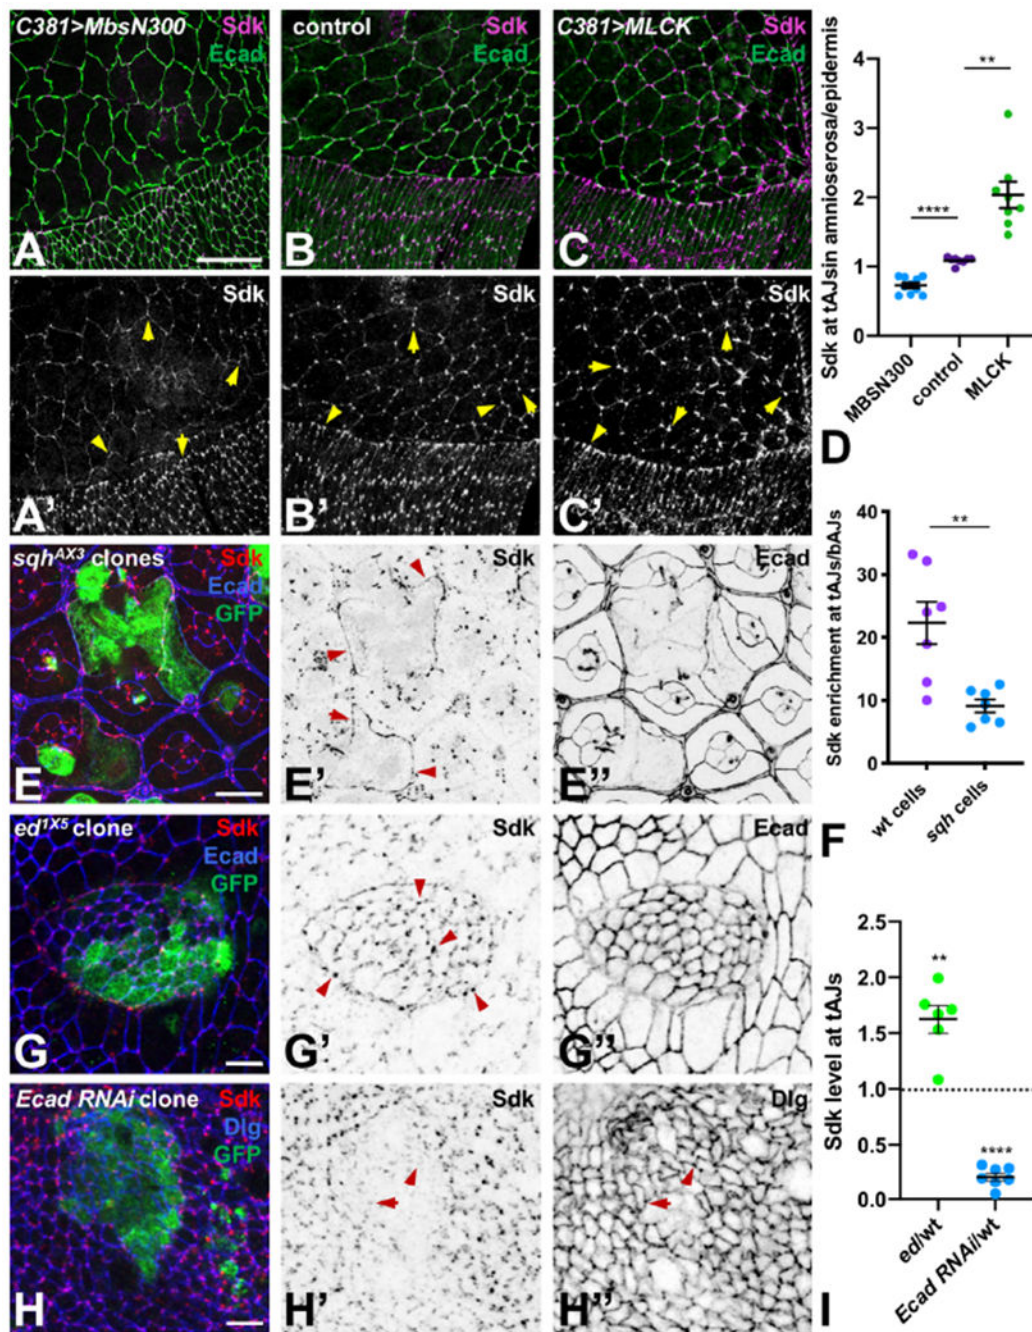 C381>MbsN300 Sdk
Ecad
A
control Sdk
Ecad
B
C381>MLCK Sdk
Ecad
C
Sdk
A'
Sdk
B'
Sdk
C'
Sdk at tAJsin amnioserosa/epidermis
4
3
2
1
0
**
****
MBSN300
control
MLCK
D
sqhAX3 clones Sdk
Ecad
GFP
E
Sdk
E'
Ecad
E''
Sdk enrichment at tAJs/bAJs
40
30
20
10
0
**
wt cells
sqh cells
F
ed1X5 clone Sdk
Ecad
GFP
G
Sdk
G'
Ecad
G''
Ecad RNAi clone Sdk
Dlg
GFP
H
Sdk
H'
Dlg
H''
Sdk level at tAJs
2.5
2.0
1.5
1.0
0.5
0.0
**
****
ed/wt
Ecad RNAi/wt
I